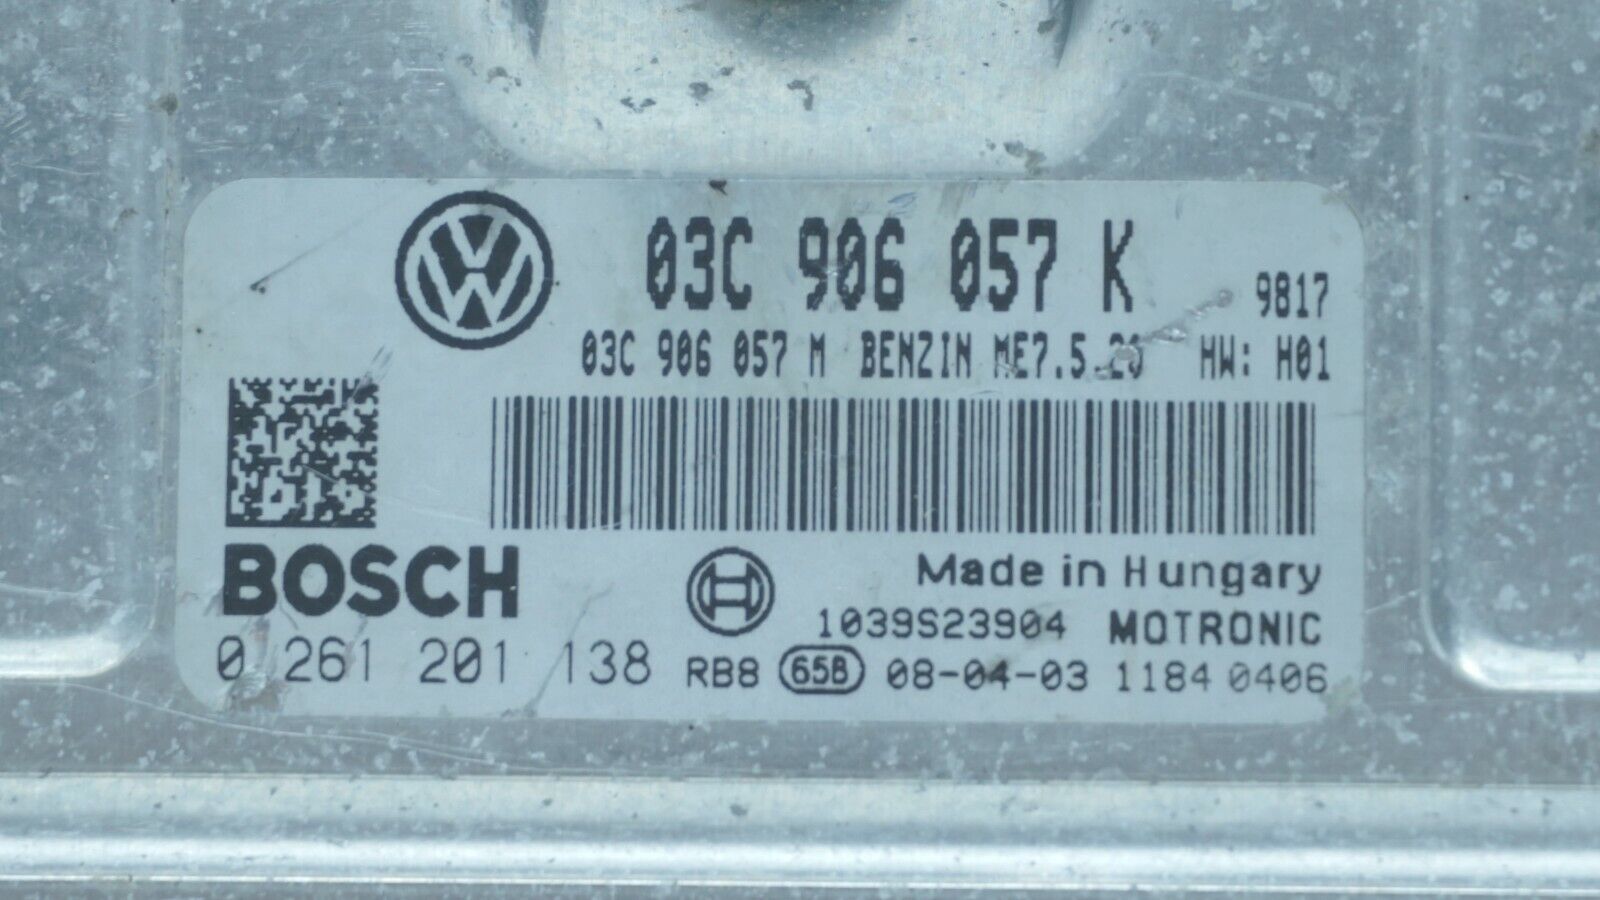 03C 906 057 K
9817
03C 906 057 M BENZIN ME7.5.20 HW: H01
BOSCH
Made in Hungary
1039S23904 MOTRONIC
0 261 201 138 RB8 65B 08-04-03 1184 0406